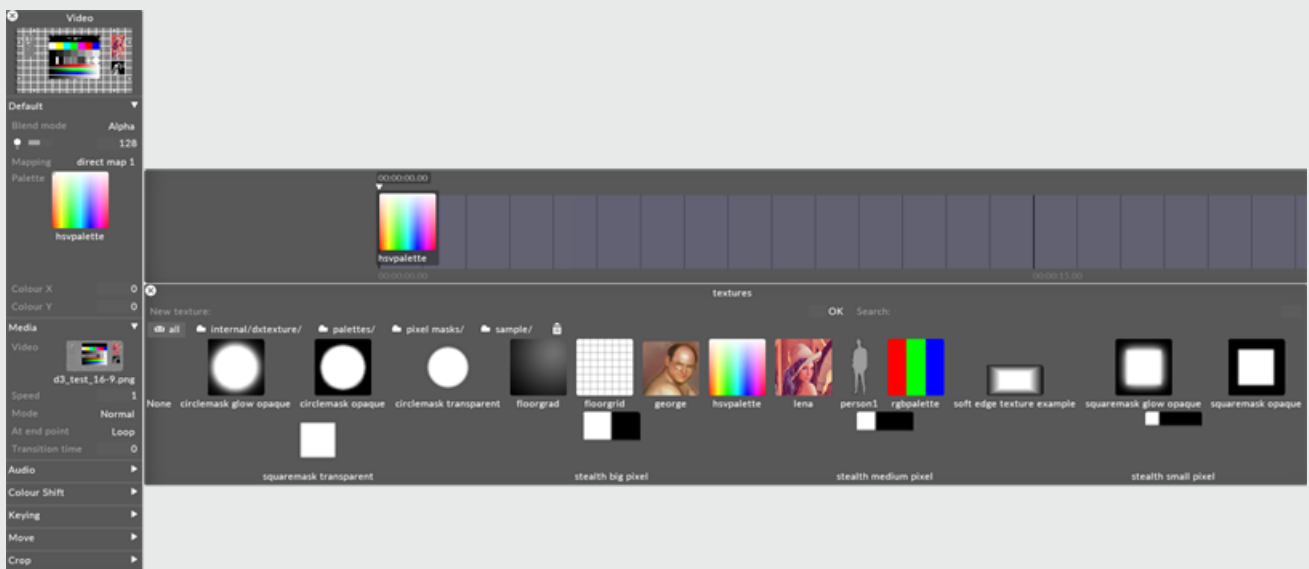 Video
Default
Blend mode Alpha
128
Mapping direct map 1
Palette
hsvpalette
Colour X 0
Colour Y 0
Media
Video
d3_test_16-9.png
Speed 1
Mode Normal
At end point Loop
Transition time 0
Audio
Colour Shift
Keying
Move
Crop
00:00:00.00
hsvpalette
00:00:00.00 00:00:15.00
textures
New texture: OK Search:
all internal/dxtexture/ palettes/ pixel masks/ sample/
None circlemask glow opaque circlemask opaque circlemask transparent floorgrad floorgrid george hsvpalette lena person1 rgbpalette soft edge texture example squaremask glow opaque squaremask opaque
squaremask transparent stealth big pixel stealth medium pixel stealth small pixel